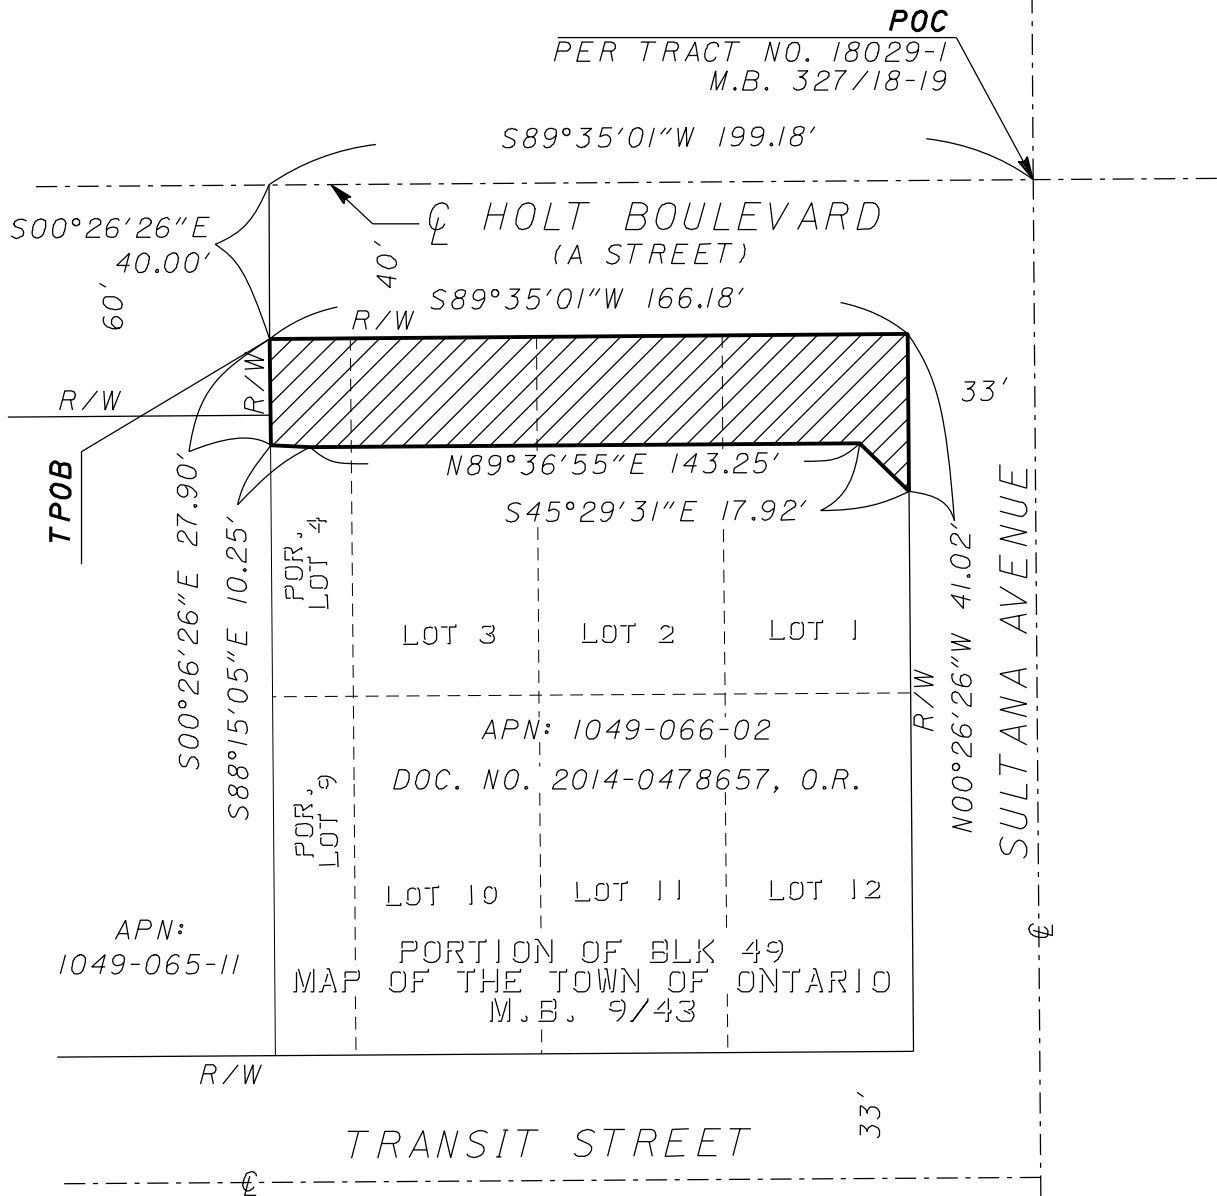 POC
PER TRACT NO. 18029-1
M.B. 327/18-19
S89°35'01"W 199.18'
S00°26'26"E
40.00'
℄ HOLT BOULEVARD
(A STREET)
40'
60'
S89°35'01"W 166.18'
R/W
R/W
R/W
33'
TPOB
N89°36'55"E 143.25'
S45°29'31"E 17.92'
S00°26'26"E 27.90'
S88°15'05"E 10.25'
N00°26'26"W 41.02'
SULTANA AVENUE
POR.
LOT 4
LOT 3
LOT 2
LOT 1
R/W
APN: 1049-066-02
DOC. NO. 2014-0478657, O.R.
POR.
LOT 9
LOT 10
LOT 11
LOT 12
APN:
1049-065-11
PORTION OF BLK 49
MAP OF THE TOWN OF ONTARIO
M.B. 9/43
℄
R/W
33'
TRANSIT STREET
℄